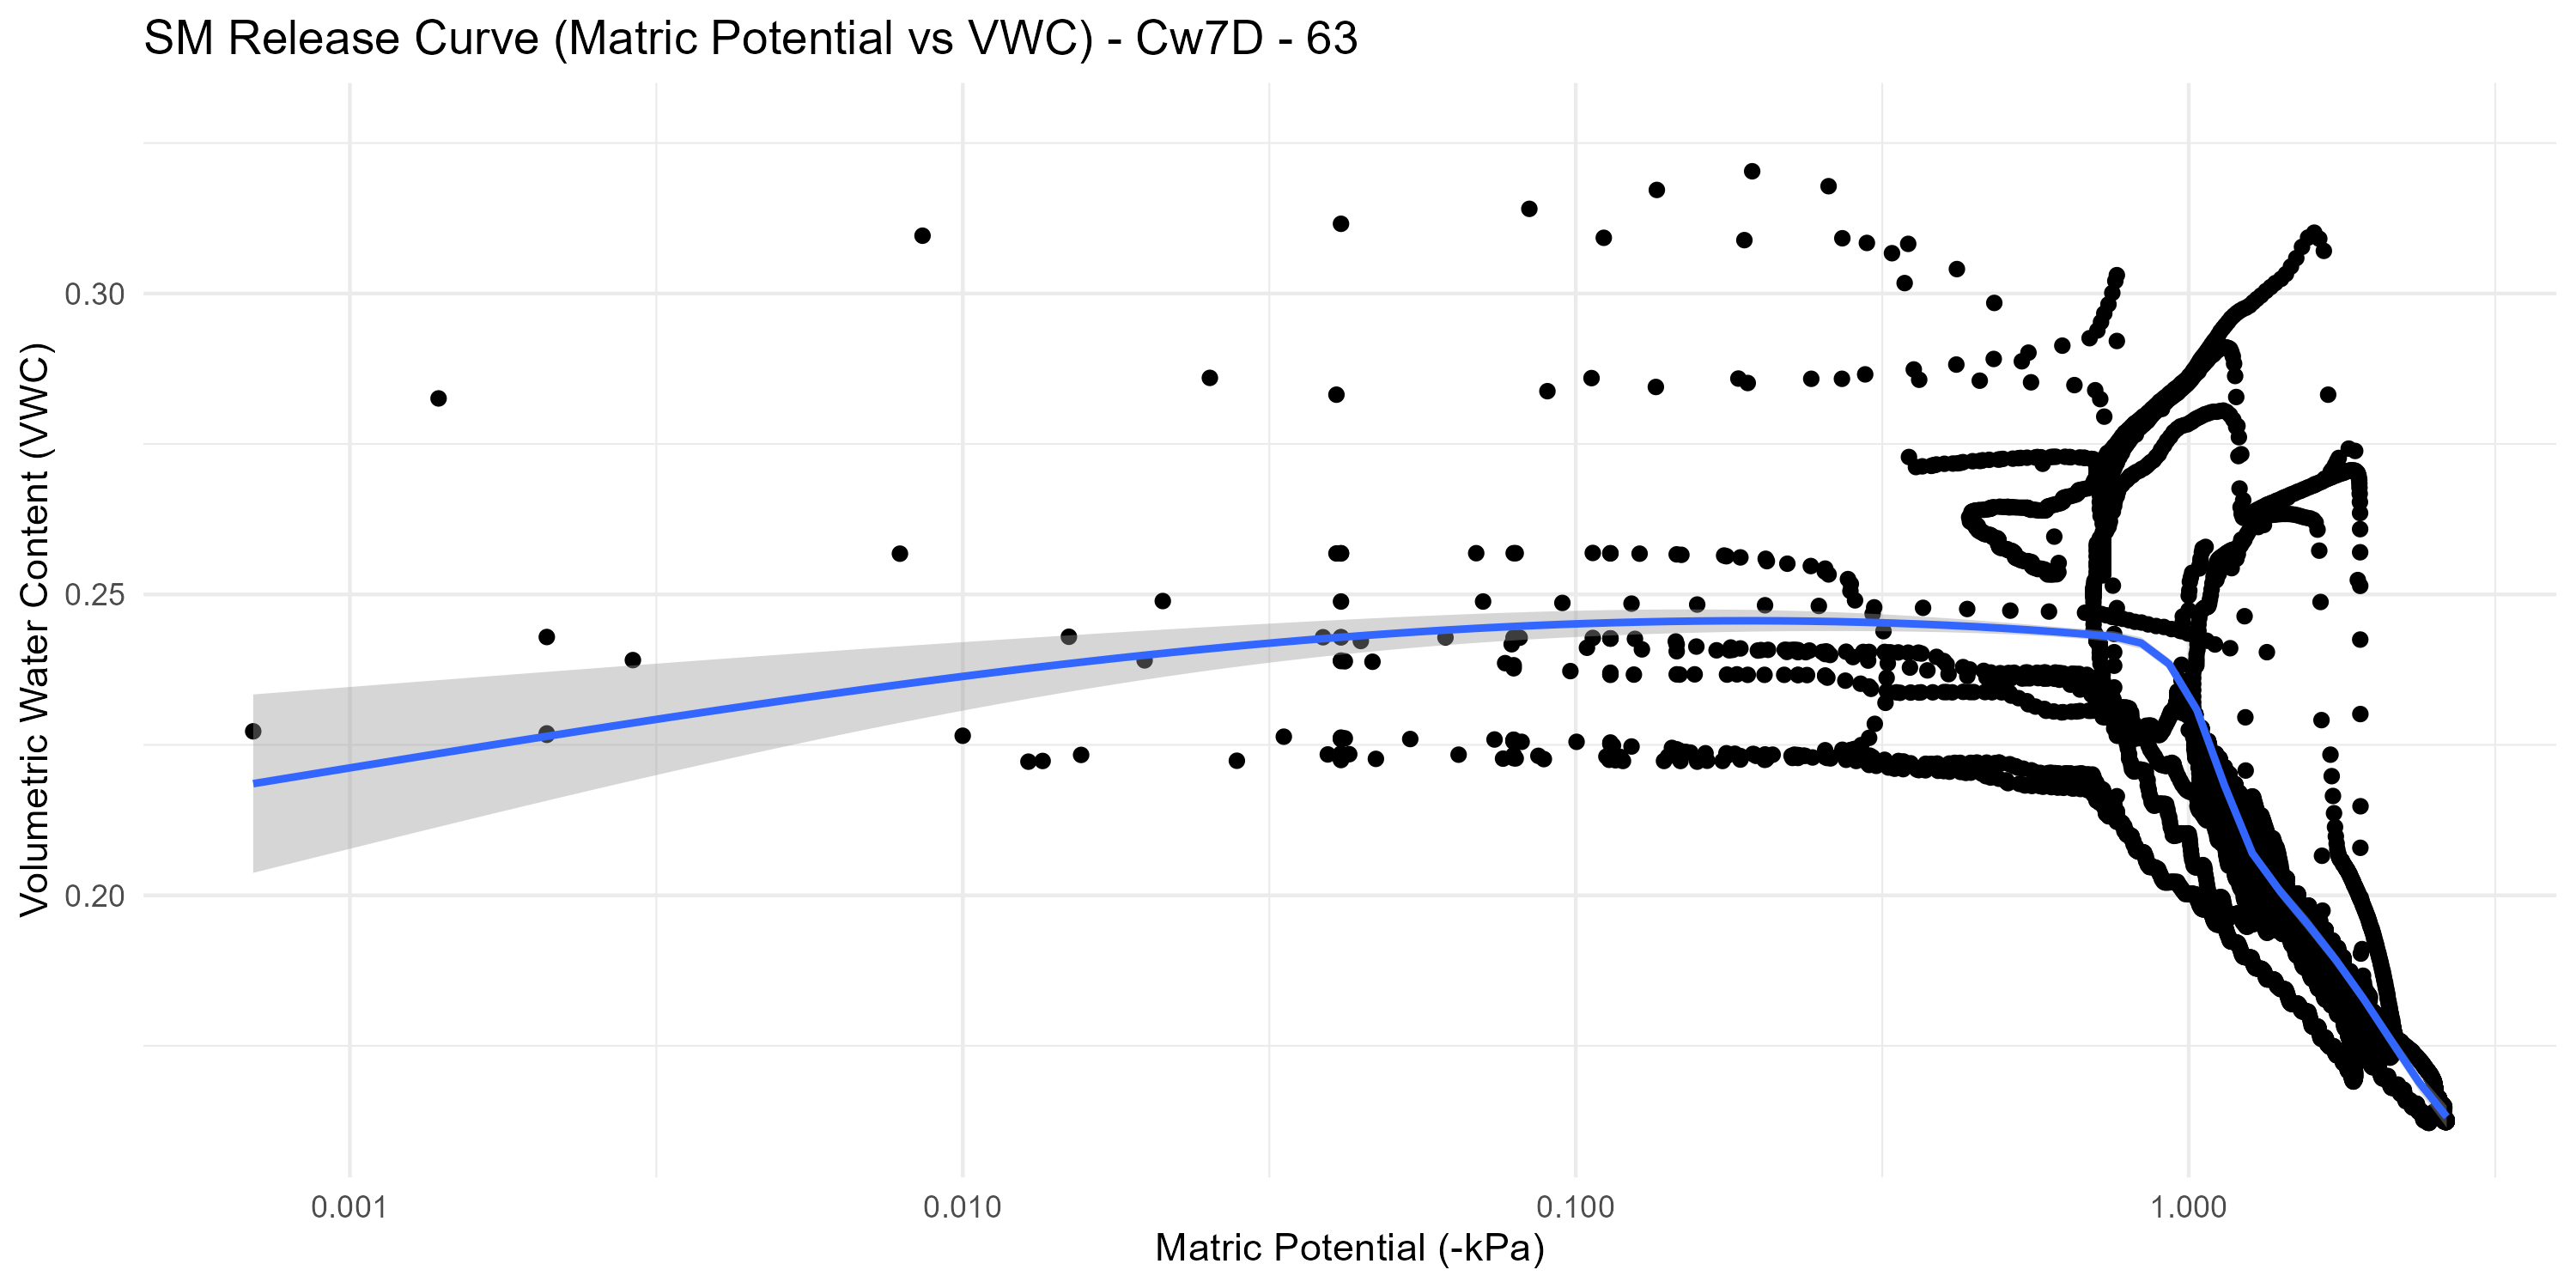 SM Release Curve (Matric Potential vs VWC) - Cw7D - 63
Volumetric Water Content (VWC)
0.30
0.25
0.20
0.001
0.010
0.100
1.000
Matric Potential (-kPa)